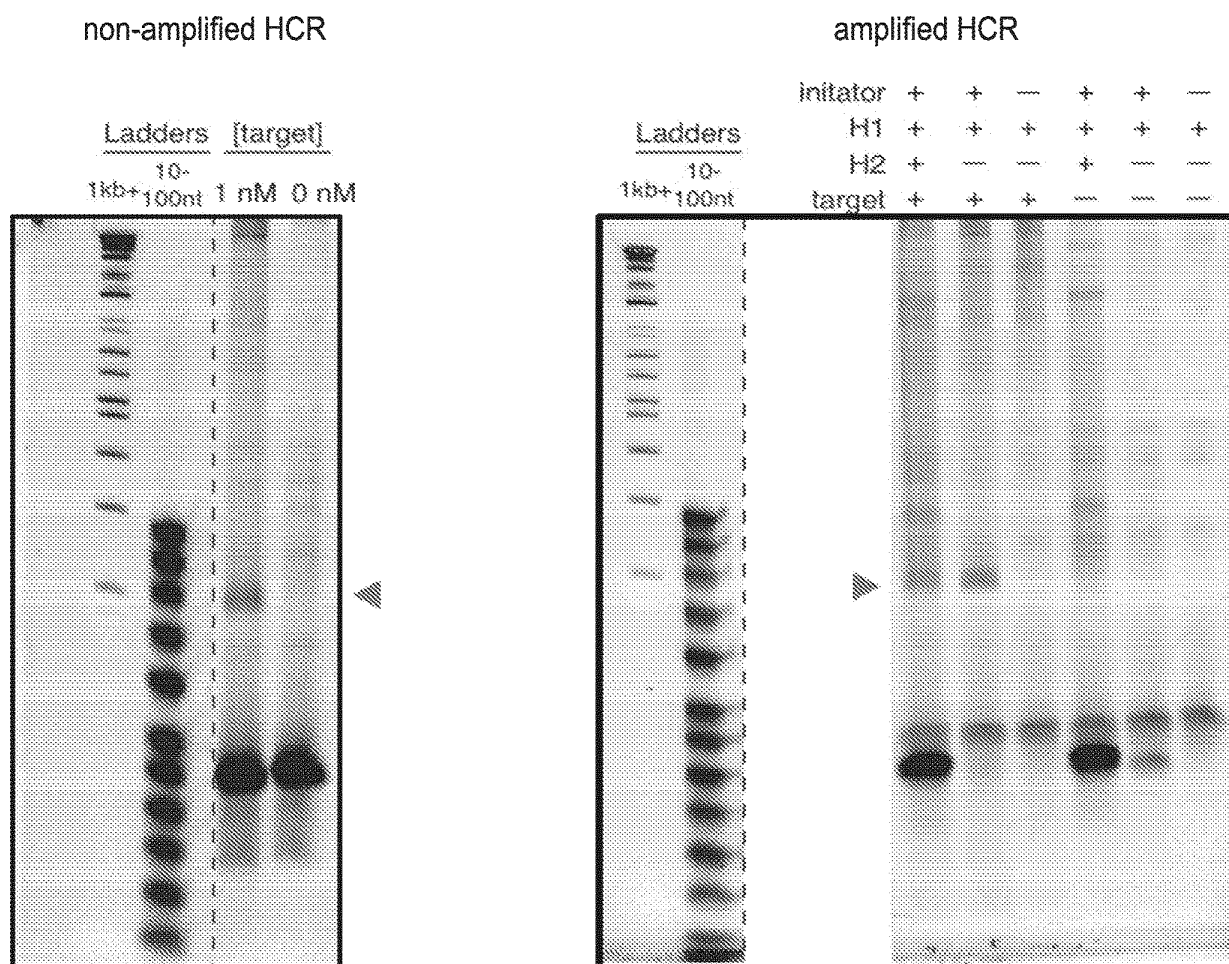 non-amplified HCR
Ladders [target]
1kb+ 10-100nt 1 nM 0 nM
amplified HCR
Ladders
1kb+ 10-100nt
initator + + — + + —
H1 + + + + + +
H2 + — — + — —
target + + + — — —